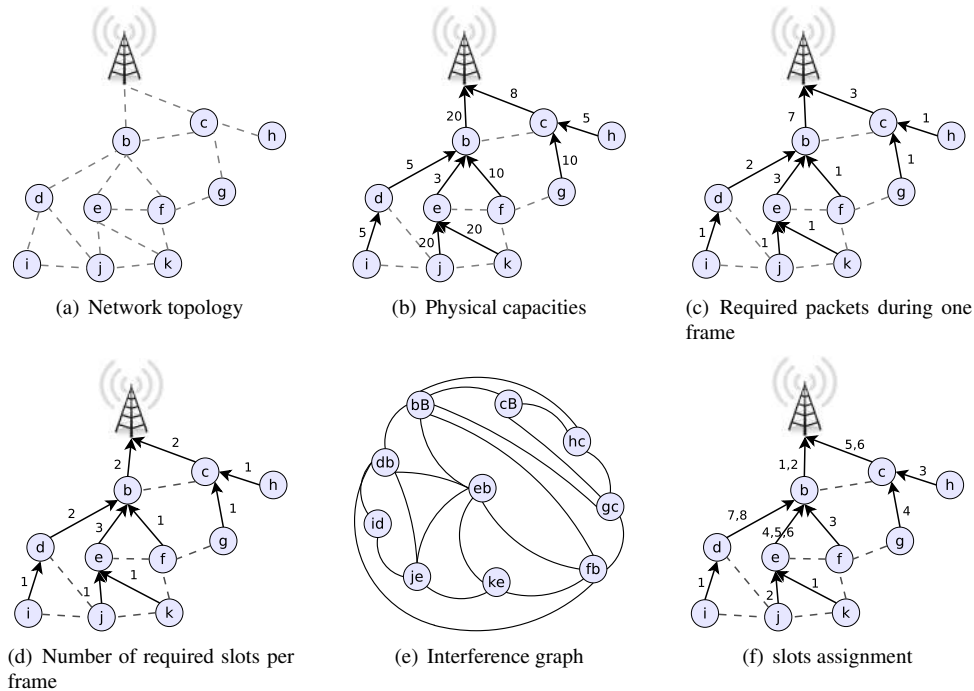 b
c
h
d
e
f
g
i
j
k
(a) Network topology
8
20
c
5
h
b
5
3
10
10
d
e
f
g
5
20
20
i
j
k
(b) Physical capacities
3
7
c
1
h
b
2
3
1
1
d
e
f
g
1
1
1
i
j
k
(c) Required packets during one
frame
2
2
c
1
h
b
2
3
1
1
d
e
f
g
1
1
1
i
j
k
(d) Number of required slots per
frame
bB
cB
hc
db
eb
gc
id
je
ke
fb
(e) Interference graph
5,6
1,2
c
3
h
b
7,8
4,5,6
3
4
d
e
f
g
1
2
1
i
j
k
(f) slots assignment